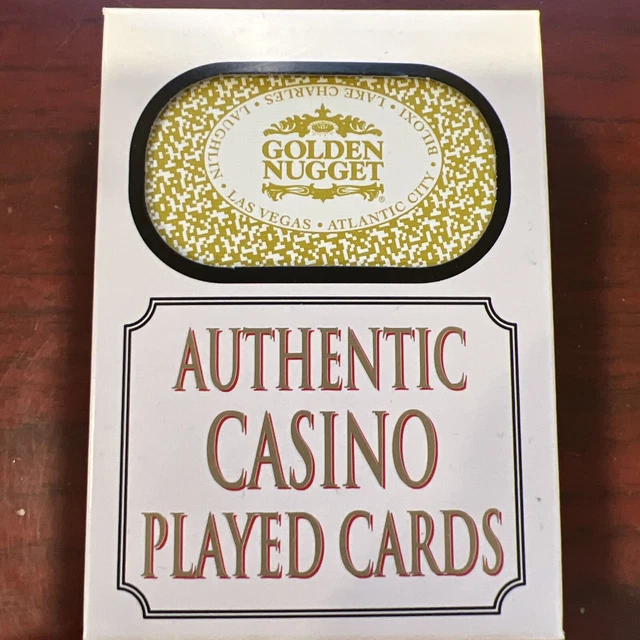 GOLDEN
NUGGET
®
LAUGHLIN • LAS VEGAS • ATLANTIC CITY • BILOXI • LAKE CHARLES •
AUTHENTIC
CASINO
PLAYED CARDS